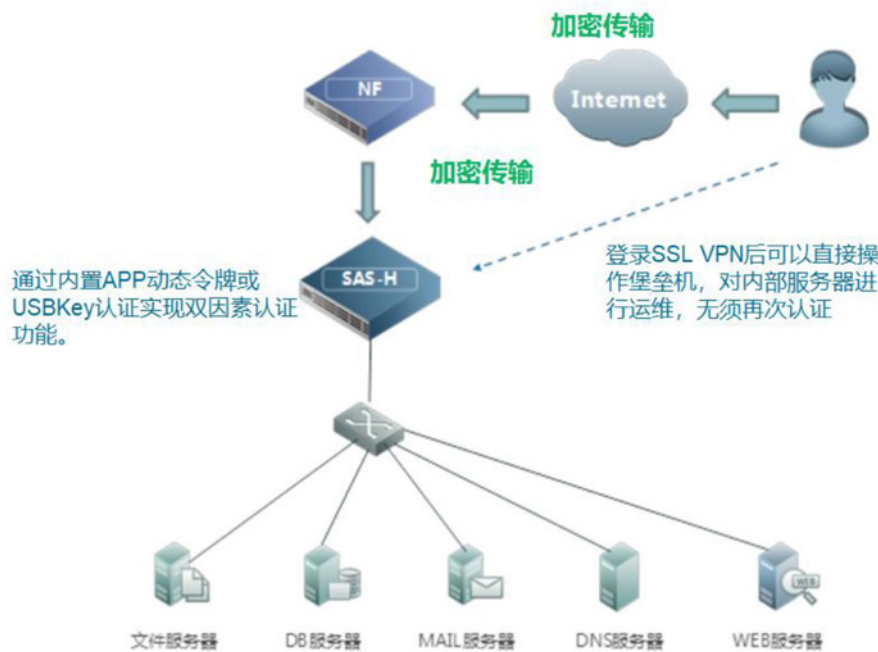 加密传输
NF
Internet
加密传输
SAS-H
通过内置APP动态令牌或
USBKey认证实现双因素认证
功能。
登录SSL VPN后可以直接操
作堡垒机，对内部服务器进
行运维，无须再次认证
文件服务器
DB服务器
MAIL服务器
DNS服务器
WEB
WEB服务器